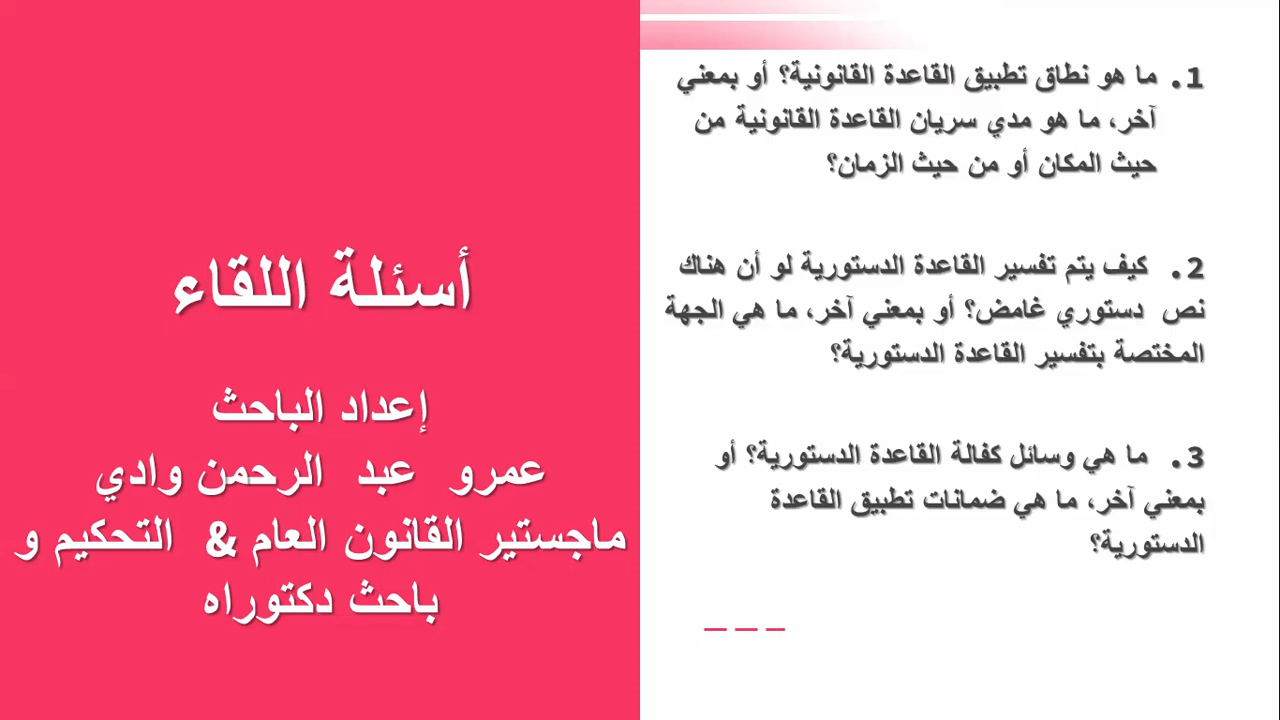 1. ما هو نطاق تطبيق القاعدة القانونية؟ أو بمعني
آخر، ما هو مدي سريان القاعدة القانونية من
حيث المكان أو من حيث الزمان؟
2. كيف يتم تفسير القاعدة الدستورية لو أن هناك
نص دستوري غامض؟ أو بمعني آخر، ما هي الجهة
المختصة بتفسير القاعدة الدستورية؟
3. ما هي وسائل كفالة القاعدة الدستورية؟ أو
بمعني آخر، ما هي ضمانات تطبيق القاعدة
الدستورية؟
أسئلة اللقاء
إعداد الباحث
عمرو عبد الرحمن وادي
ماجستير القانون العام & التحكيم و
باحث دكتوراه